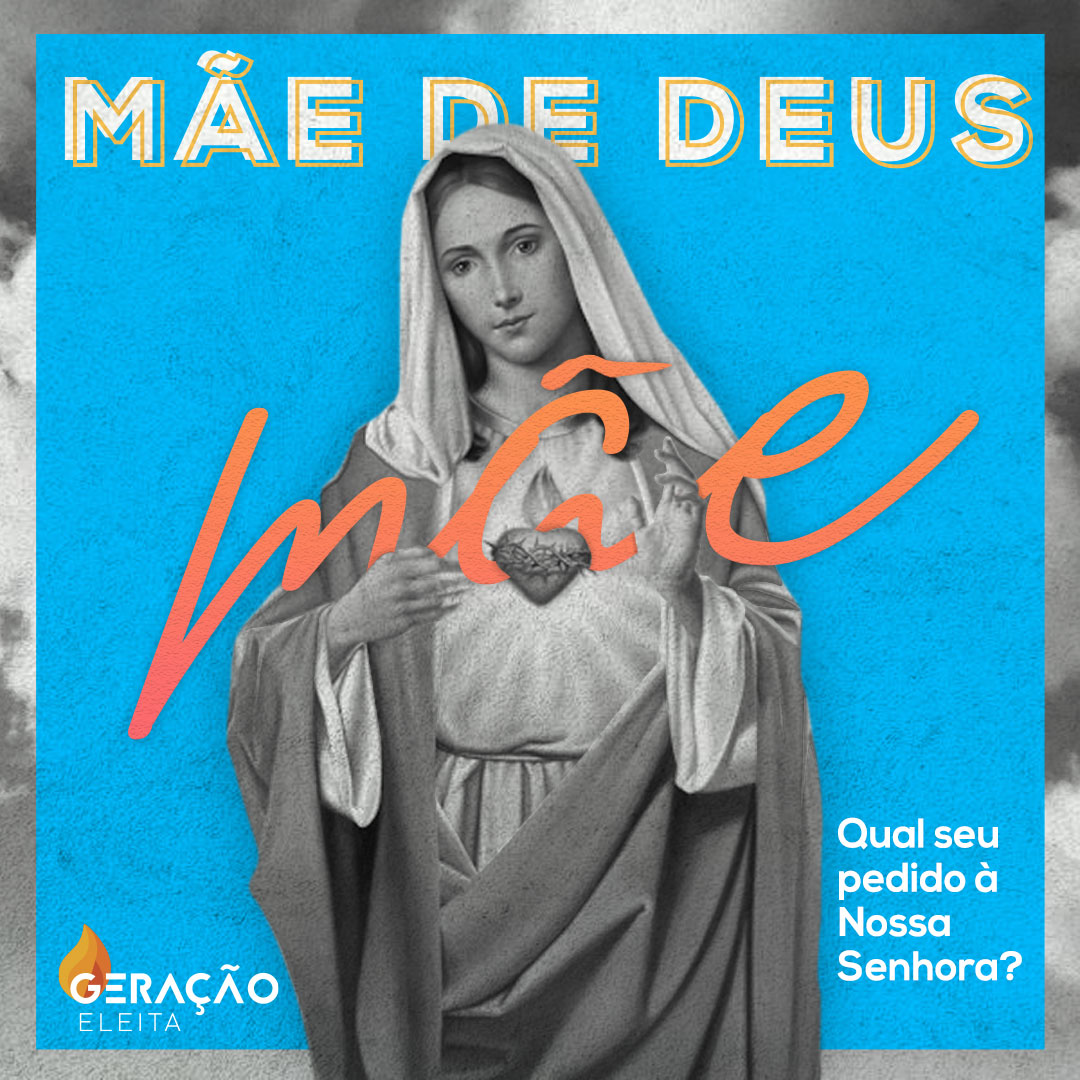 MÃE DE DEUS
mãe
Qual seu
pedido à
Nossa
Senhora?
GERAÇÃO
ELEITA